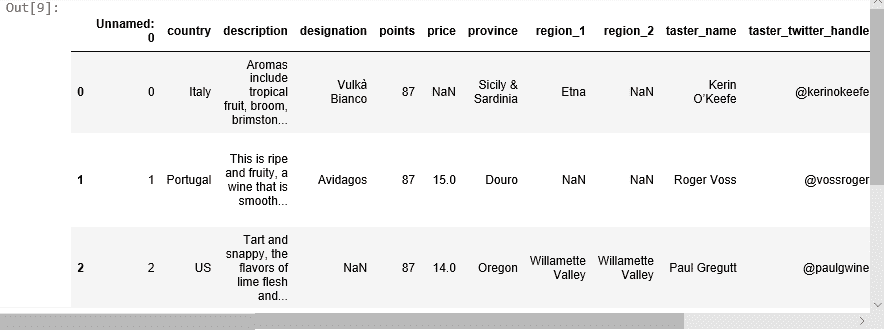 Out[9]:
Unnamed: 0 country description designation points price province region_1 region_2 taster_name taster_twitter_handle
0 0 Italy Aromas include tropical fruit, broom, brimston... Vulkà Bianco 87 NaN Sicily & Sardinia Etna NaN Kerin O'Keefe @kerinokeefe
1 1 Portugal This is ripe and fruity, a wine that is smooth... Avidagos 87 15.0 Douro NaN NaN Roger Voss @vossroger
2 2 US Tart and snappy, the flavors of lime flesh and... NaN 87 14.0 Oregon Willamette Valley Willamette Valley Paul Gregutt @paulgwine